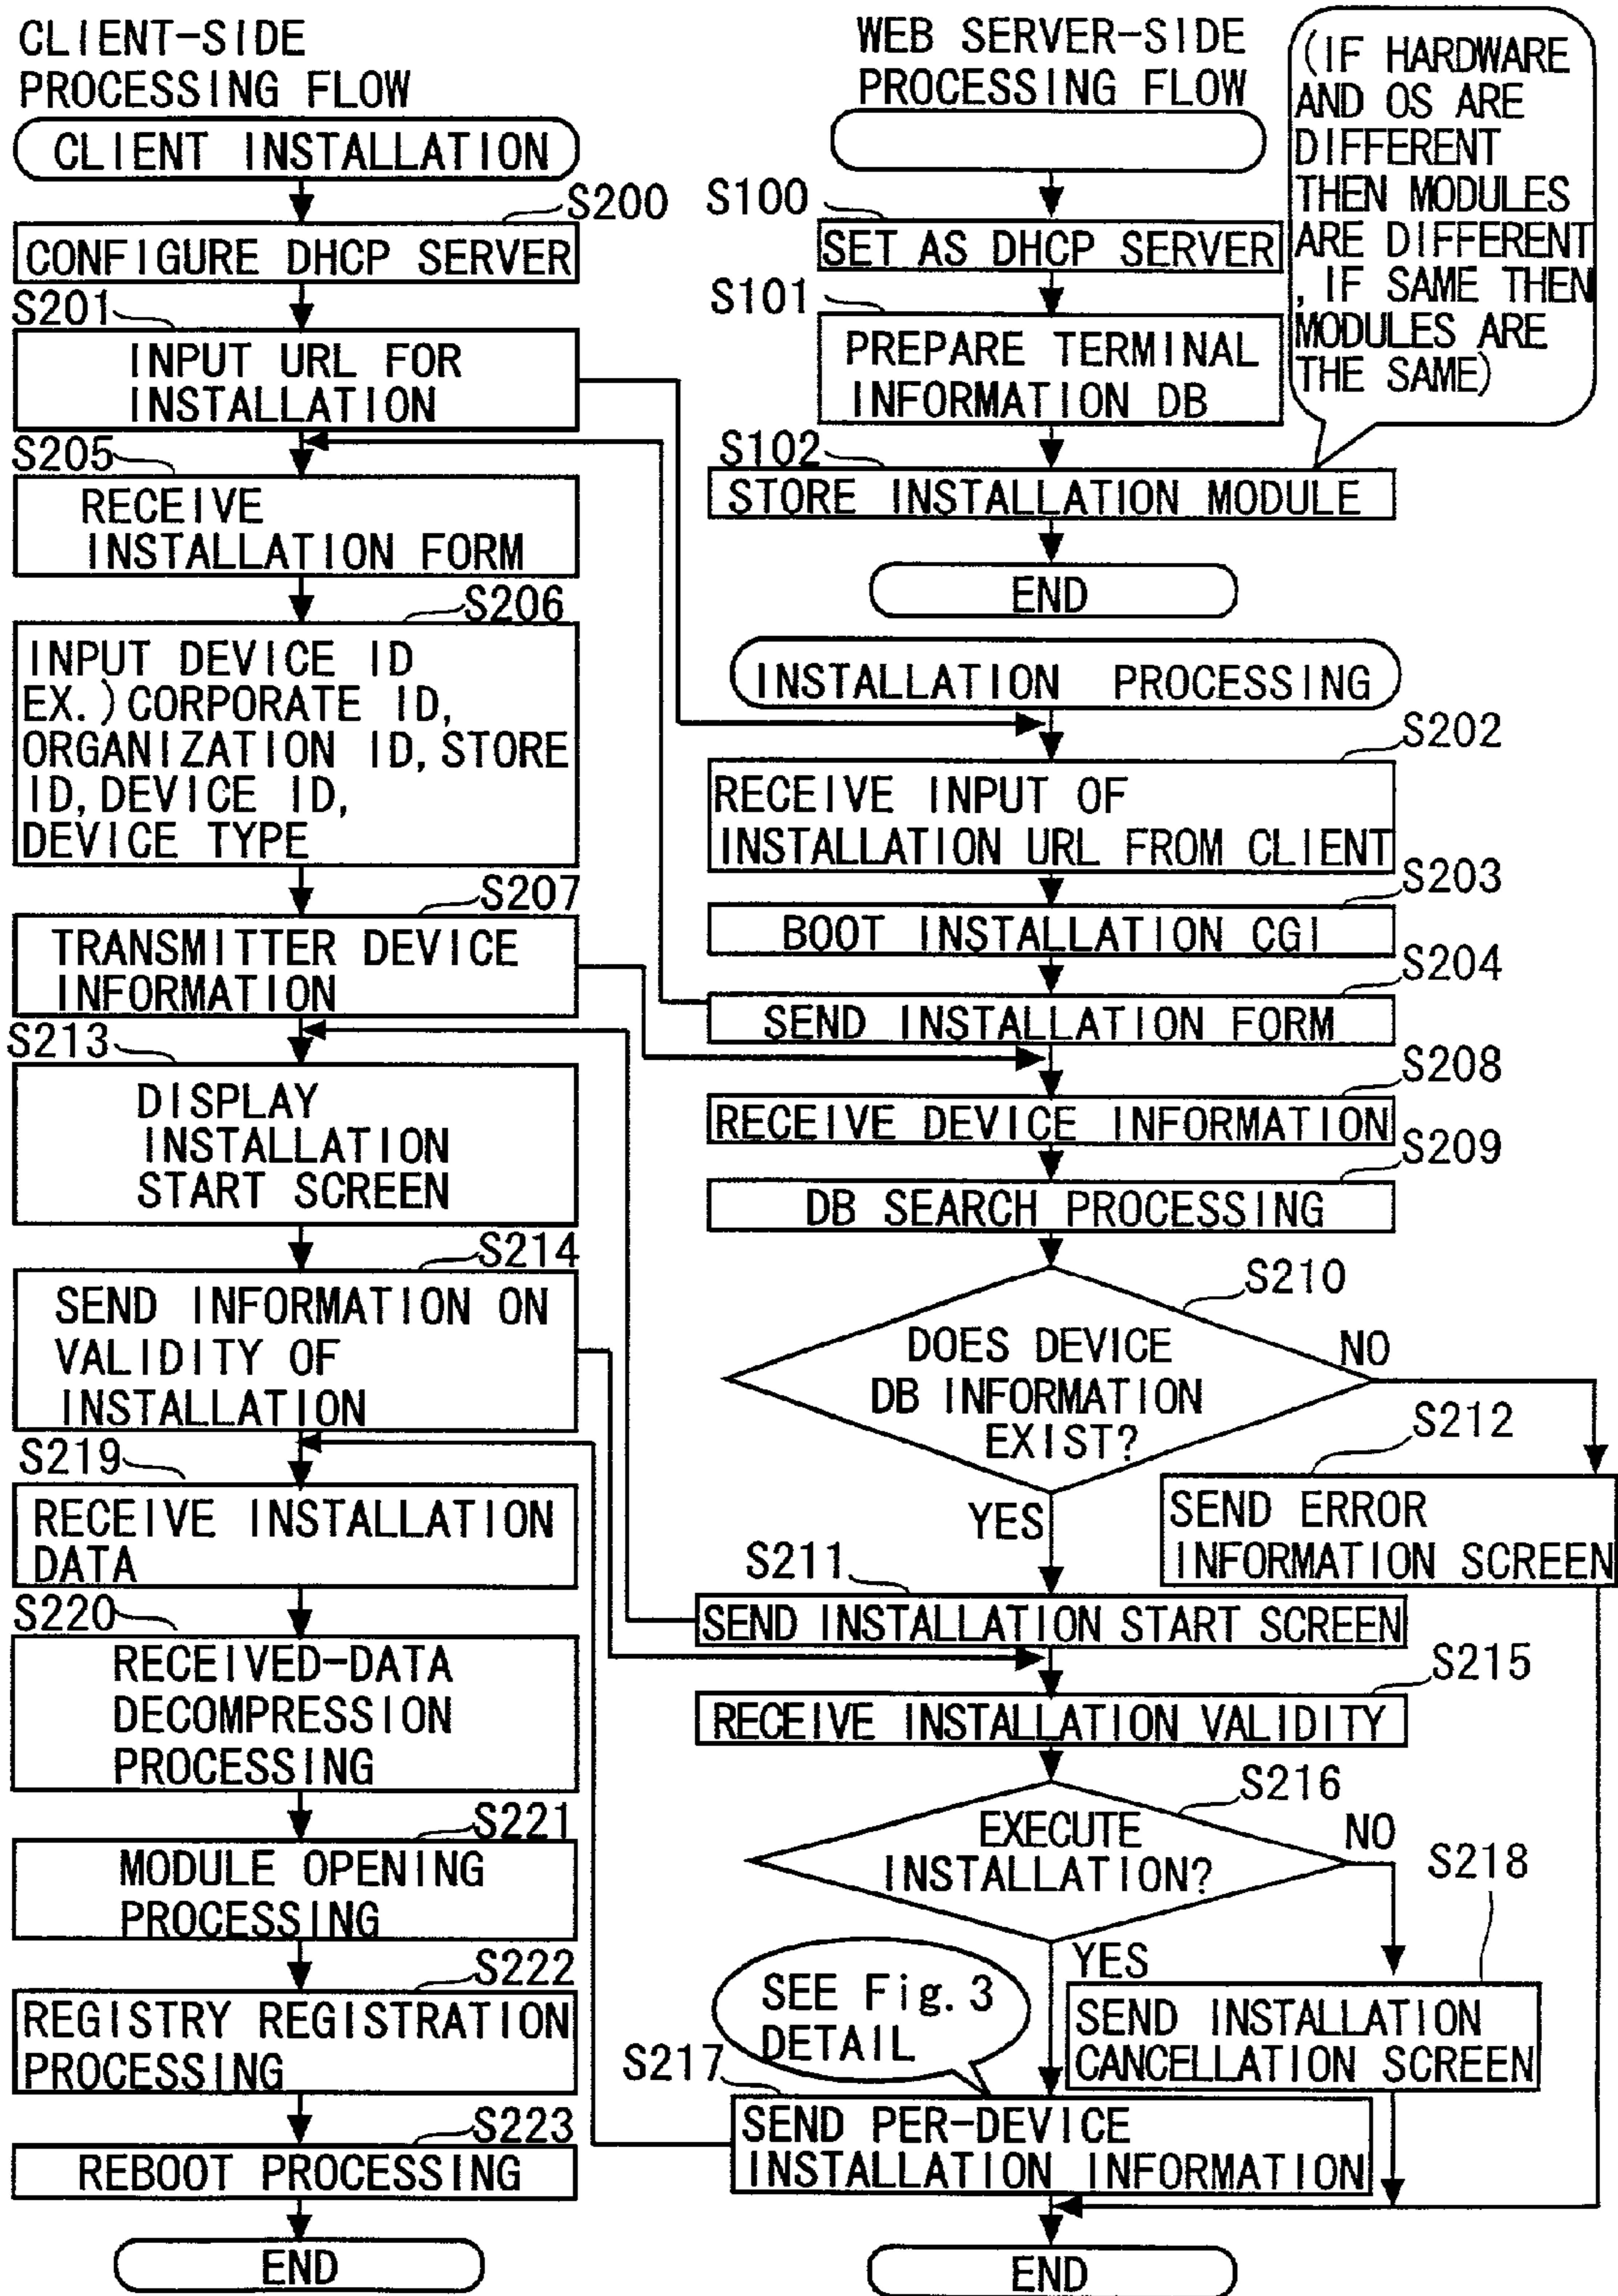 CLIENT-SIDE
PROCESSING FLOW
CLIENT INSTALLATION
S200
CONFIGURE DHCP SERVER
S201
INPUT URL FOR
INSTALLATION
S205
RECEIVE
INSTALLATION FORM
S206
INPUT DEVICE ID
EX.)CORPORATE ID,
ORGANIZATION ID,STORE
ID,DEVICE ID,
DEVICE TYPE
S207
TRANSMITTER DEVICE
INFORMATION
S213
DISPLAY
INSTALLATION
START SCREEN
S214
SEND INFORMATION ON
VALIDITY OF
INSTALLATION
S219
RECEIVE INSTALLATION
DATA
S220
RECEIVED-DATA
DECOMPRESSION
PROCESSING
S221
MODULE OPENING
PROCESSING
S222
REGISTRY REGISTRATION
PROCESSING
S223
REBOOT PROCESSING
END
WEB SERVER-SIDE
PROCESSING FLOW
S100
SET AS DHCP SERVER
S101
PREPARE TERMINAL
INFORMATION DB
S102
STORE INSTALLATION MODULE
(IF HARDWARE
AND OS ARE
DIFFERENT
THEN MODULES
ARE DIFFERENT
, IF SAME THEN
MODULES ARE
THE SAME)
END
INSTALLATION PROCESSING
S202
RECEIVE INPUT OF
INSTALLATION URL FROM CLIENT
S203
BOOT INSTALLATION CGI
S204
SEND INSTALLATION FORM
S208
RECEIVE DEVICE INFORMATION
S209
DB SEARCH PROCESSING
S210
DOES DEVICE
DB INFORMATION
EXIST?
NO
S212
SEND ERROR
INFORMATION SCREEN
YES
S211
SEND INSTALLATION START SCREEN
S215
RECEIVE INSTALLATION VALIDITY
S216
EXECUTE
INSTALLATION?
NO
S218
SEND INSTALLATION
CANCELLATION SCREEN
YES
SEE Fig.3
DETAIL
S217
SEND PER-DEVICE
INSTALLATION INFORMATION
END